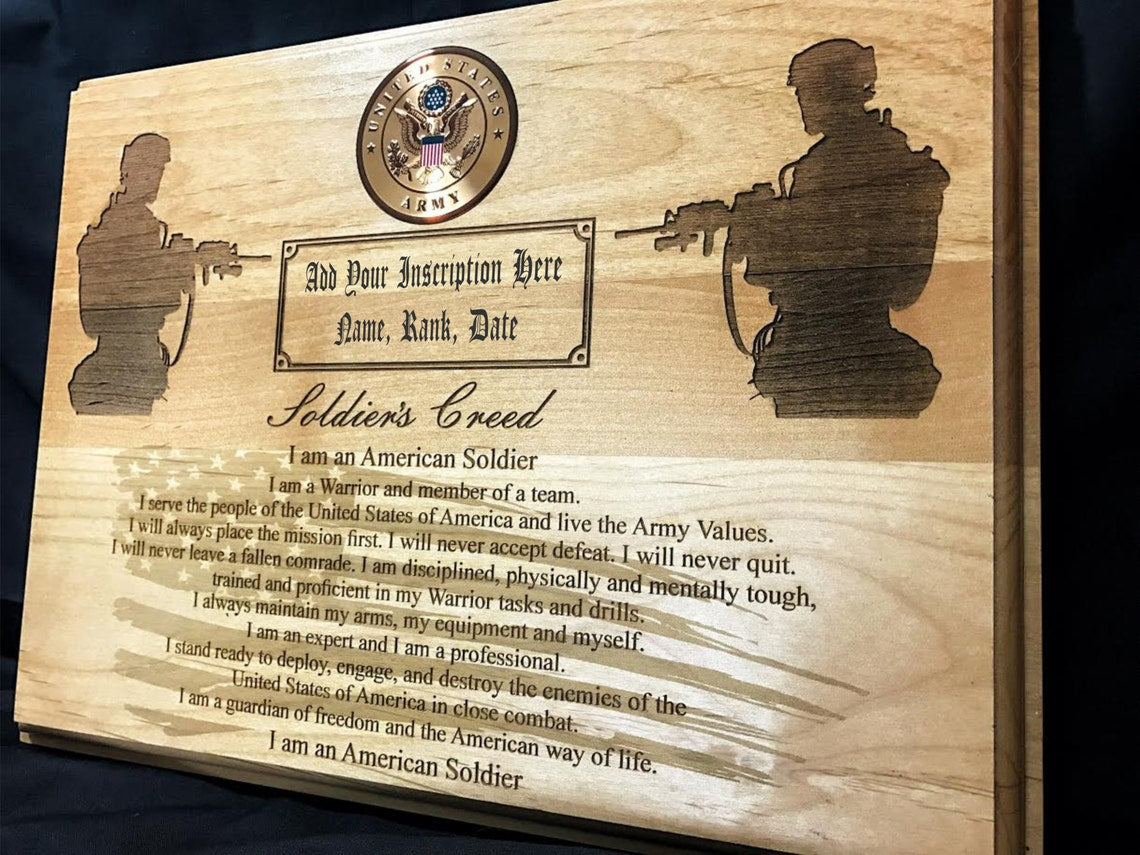 UNITED STATES
ARMY
Add Your Inscription Here
Name, Rank, Date
Soldier's Creed
I am an American Soldier
I am a Warrior and member of a team.
I serve the people of the United States of America and live the Army Values.
I will always place the mission first. I will never accept defeat. I will never quit.
I will never leave a fallen comrade. I am disciplined, physically and mentally tough,
trained and proficient in my Warrior tasks and drills.
I always maintain my arms, my equipment and myself.
I am an expert and I am a professional.
I stand ready to deploy, engage, and destroy the enemies of the
United States of America in close combat.
I am a guardian of freedom and the American way of life.
I am an American Soldier